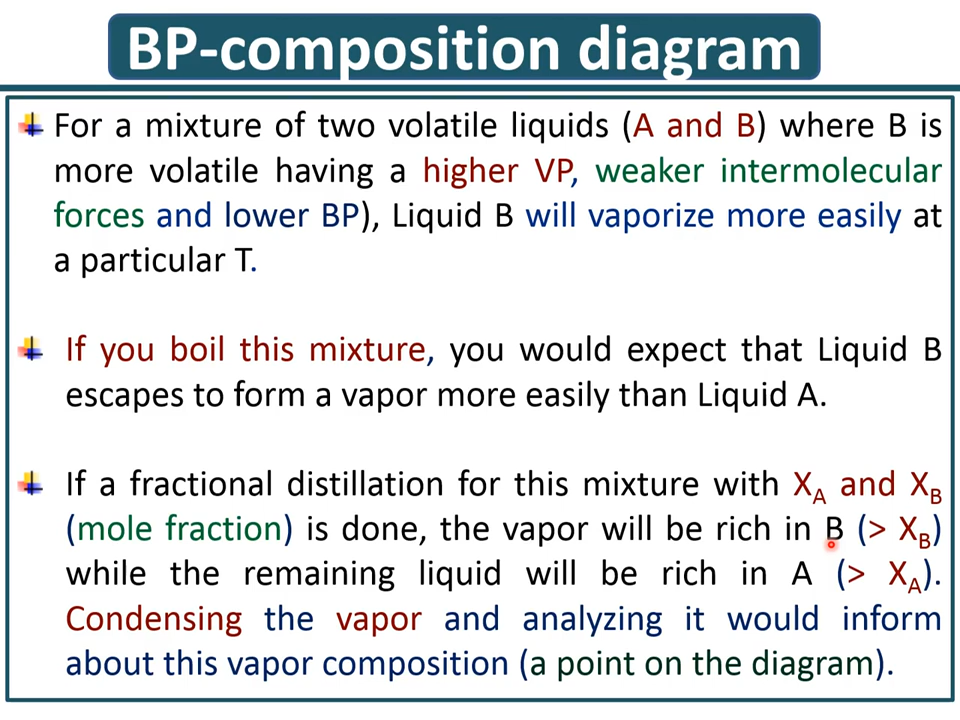 BP-composition diagram
For a mixture of two volatile liquids (A and B) where B is
more volatile having a higher VP, weaker intermolecular
forces and lower BP), Liquid B will vaporize more easily at
a particular T.
If you boil this mixture, you would expect that Liquid B
escapes to form a vapor more easily than Liquid A.
If a fractional distillation for this mixture with XA and XB
(mole fraction) is done, the vapor will be rich in B (> XB)
while the remaining liquid will be rich in A (> XA).
Condensing the vapor and analyzing it would inform
about this vapor composition (a point on the diagram).